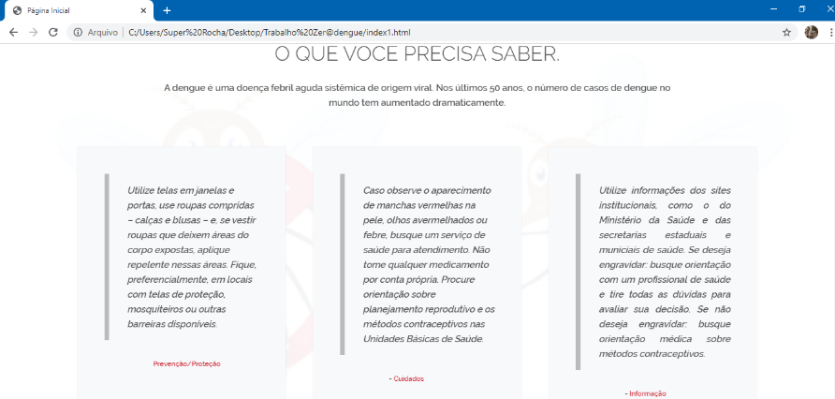 Página Inicial
Arquivo | C:/Users/Super%20Rocha/Desktop/Trabalho%20Zer@dengue/index1.html
O QUE VOCE PRECISA SABER.
A dengue é uma doença febril aguda sistêmica de origem viral. Nos últimos 50 anos, o número de casos de dengue no
mundo tem aumentado dramaticamente.
Utilize telas em janelas e
portas, use roupas compridas
– calças e blusas – e, se vestir
roupas que deixem áreas do
corpo expostas, aplique
repelente nessas áreas. Fique,
preferencialmente, em locais
com telas de proteção,
mosquiteiros ou outras
barreiras disponíveis.
Prevenção/Proteção
Caso observe o aparecimento
de manchas vermelhas na
pele, olhos avermelhados ou
febre, busque um serviço de
saúde para atendimento. Não
tome qualquer medicamento
por conta própria. Procure
orientação sobre
planejamento reprodutivo e os
métodos contraceptivos nas
Unidades Básicas de Saúde.
- Cuidados
Utilize informações dos sites
institucionais, como o do
Ministério da Saúde e das
secretarias estaduais e
municiais de saúde. Se deseja
engravidar: busque orientação
com um profissional de saúde
e tire todas as dúvidas para
avaliar sua decisão. Se não
deseja engravidar: busque
orientação médica sobre
métodos contraceptivos.
- Informação